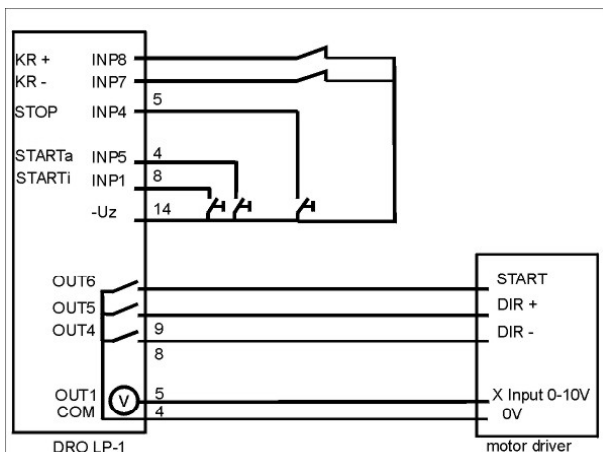 KR + INP8
KR - INP7
5
STOP INP4
STARTa INP5 4
STARTi INP1 8
-Uz 14
OUT6 START
OUT5 DIR +
OUT4 9 DIR -
8
OUT1 V 5 X Input 0-10V
COM 4 0V
DRO LP-1 motor driver